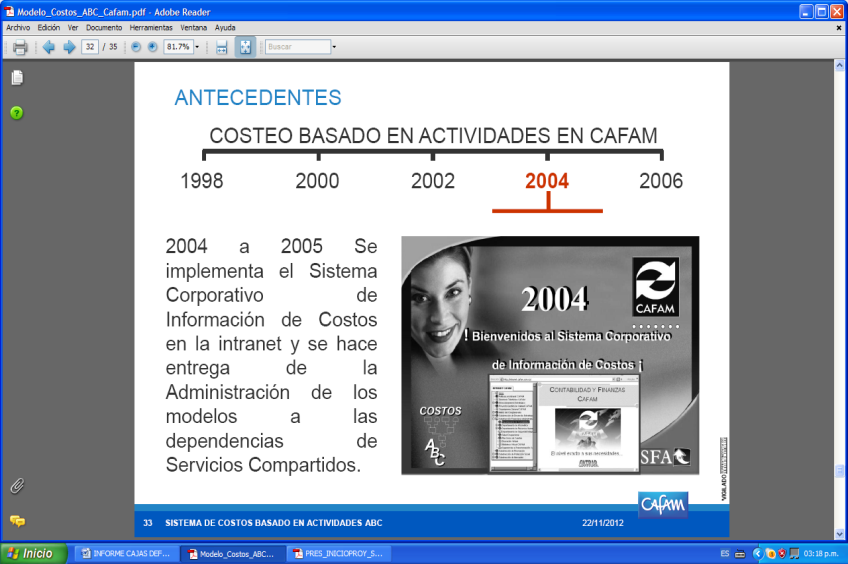 Modelo_Costos_ABC_Cafam.pdf - Adobe Reader
Archivo Edición Ver Documento Herramientas Ventana Ayuda
32 / 35 81.7% Buscar
ANTECEDENTES
COSTEO BASADO EN ACTIVIDADES EN CAFAM
1998 2000 2002 2004 2006
2004 a 2005 Se
implementa el Sistema
Corporativo de
Información de Costos
en la intranet y se hace
entrega de la
Administración de los
modelos a las
dependencias de
Servicios Compartidos.
CAFAM
2004
! Bienvenidos al Sistema Corporativo
de Información de Costos ¡
CONTABILIDAD Y FINANZAS
CAFAM
COSTOS
ABC
SFA
VIGILADO
Cafam
33 SISTEMA DE COSTOS BASADO EN ACTIVIDADES ABC 22/11/2012
Inicio INFORME CAJAS DEF... Modelo_Costos_ABC... PRES_INICIOPROY_S... ES 03:18 p.m.